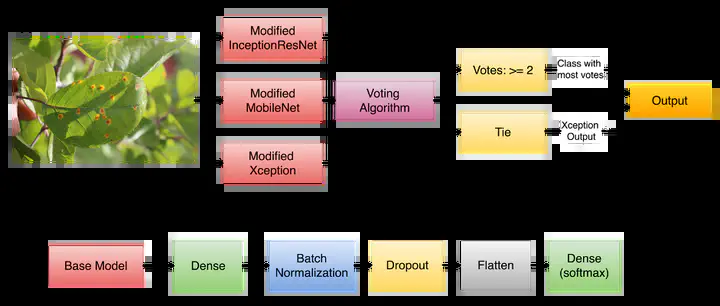 Modified
InceptionResNet
Modified
MobileNet
Modified
Xception
Voting
Algorithm
Votes: >= 2
Class with
most votes
Tie
Xception
Output
Output
Base Model
Dense
Batch
Normalization
Dropout
Flatten
Dense
(softmax)